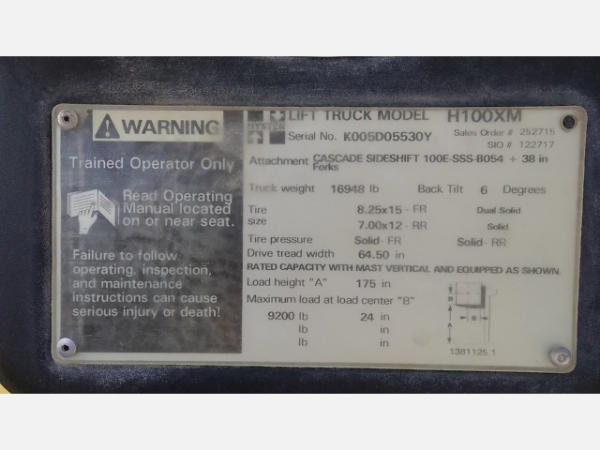 WARNING
Trained Operator Only
Read Operating
Manual located
on or near seat.
Failure to follow
operating, inspection,
and maintenance
instructions can cause
serious injury or death!
HYSTER
LIFT TRUCK MODEL H100XM
Serial No. K005D05530Y Sales Order # 252715
SIO # 122717
Attachment CASCADE SIDESHIFT 100E-SSS-B054 + 38 in
Forks
Truck weight 16948 lb Back Tilt 6 Degrees
Tire 8.25x15 - FR Dual Solid
size 7.00x12 - RR Solid
Tire pressure Solid - FR Solid - RR
Drive tread width 64.50 in
RATED CAPACITY WITH MAST VERTICAL AND EQUIPPED AS SHOWN.
Load height "A" 175 in
Maximum load at load center "B"
9200 lb 24 in
lb in
lb in
B
A
B
1381125.1